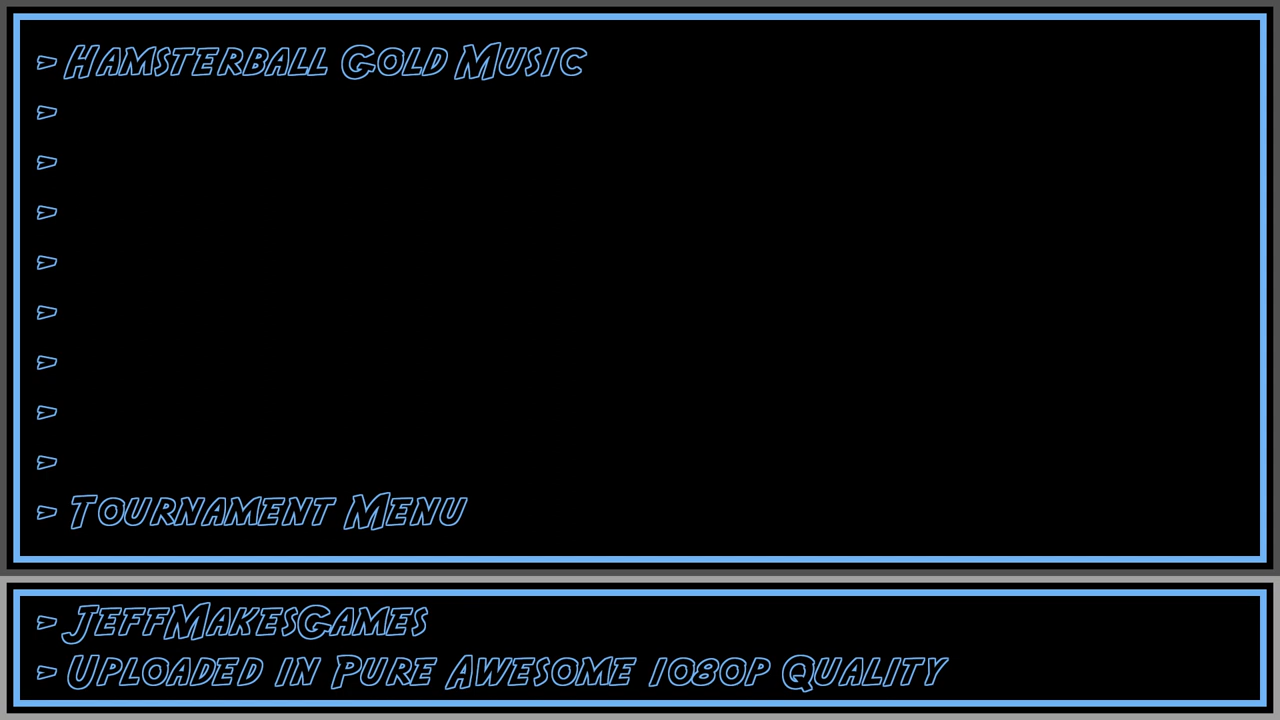 > Hamsterball Gold Music
>
>
>
>
>
>
>
>
> Tournament Menu
> JeffMakesGames
> Uploaded in Pure Awesome 1080p Quality